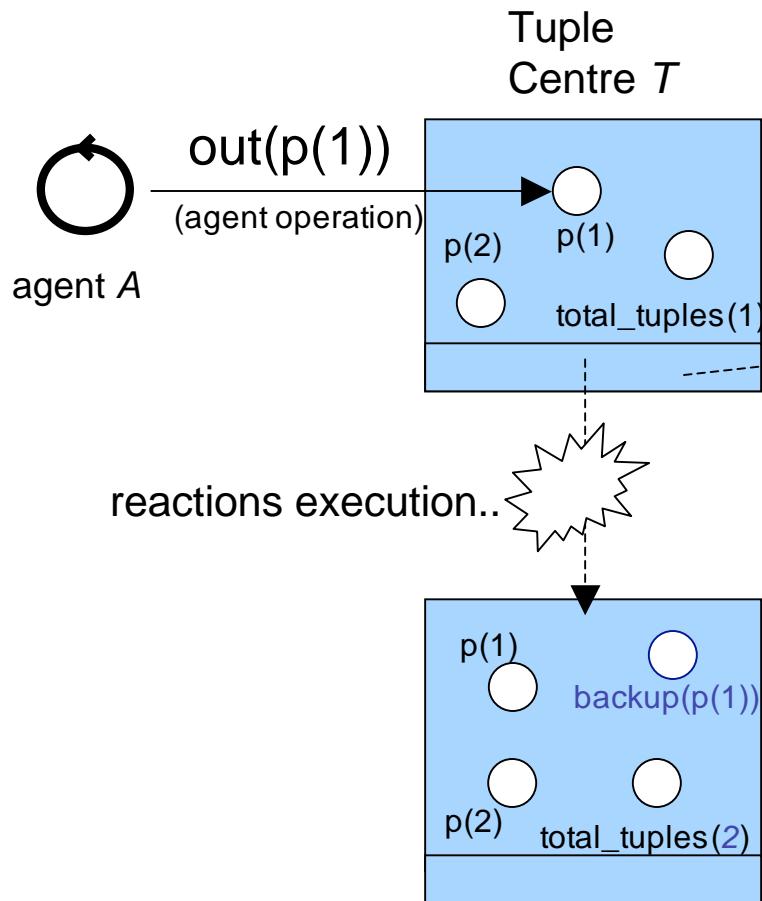 Tuple
Centre T
out(p(1))
(agent operation)
agent A
p(1)
p(2)
total_tuples(1)
reactions execution..
p(1)
backup(p(1))
p(2)
total_tuples(2)